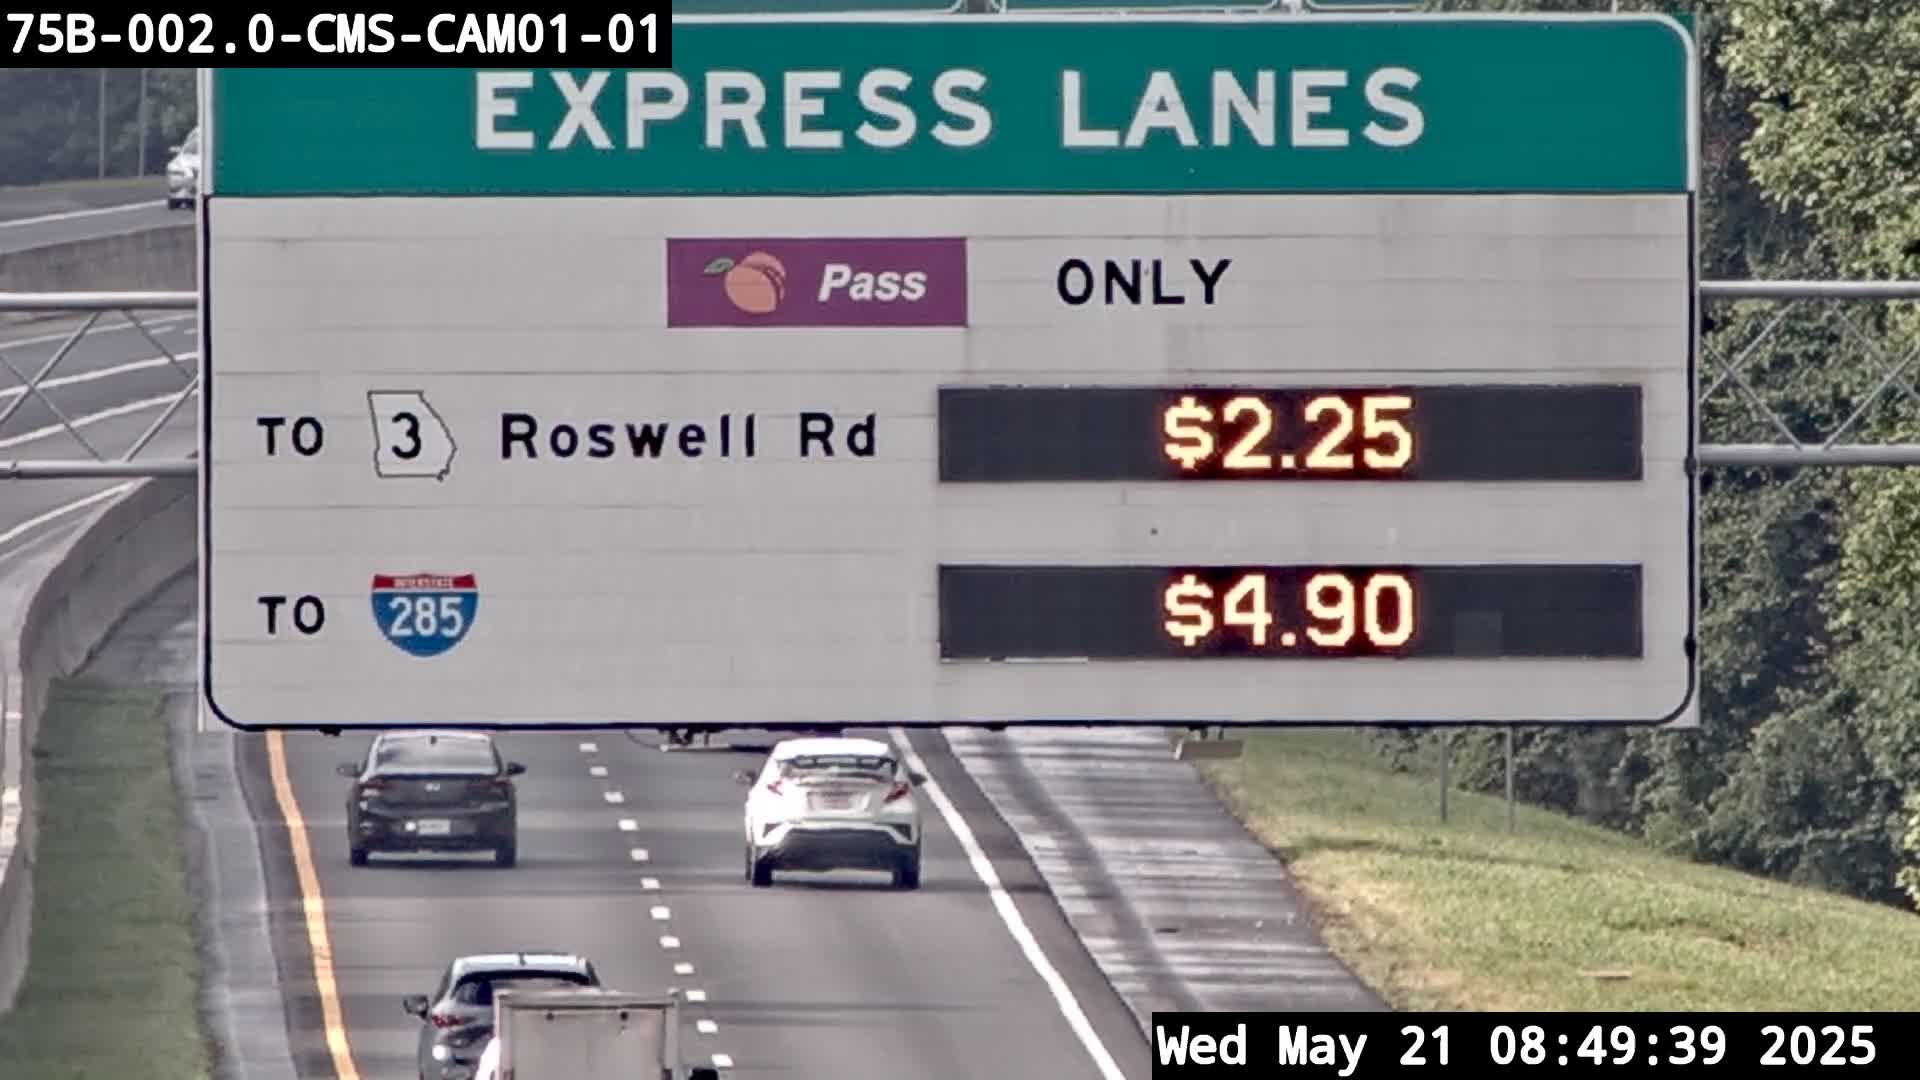 75B-002.0-CMS-CAM01-01
EXPRESS LANES
Pass ONLY
TO 3 Roswell Rd $2.25
TO INTERSTATE 285 $4.90
Wed May 21 08:49:39 2025